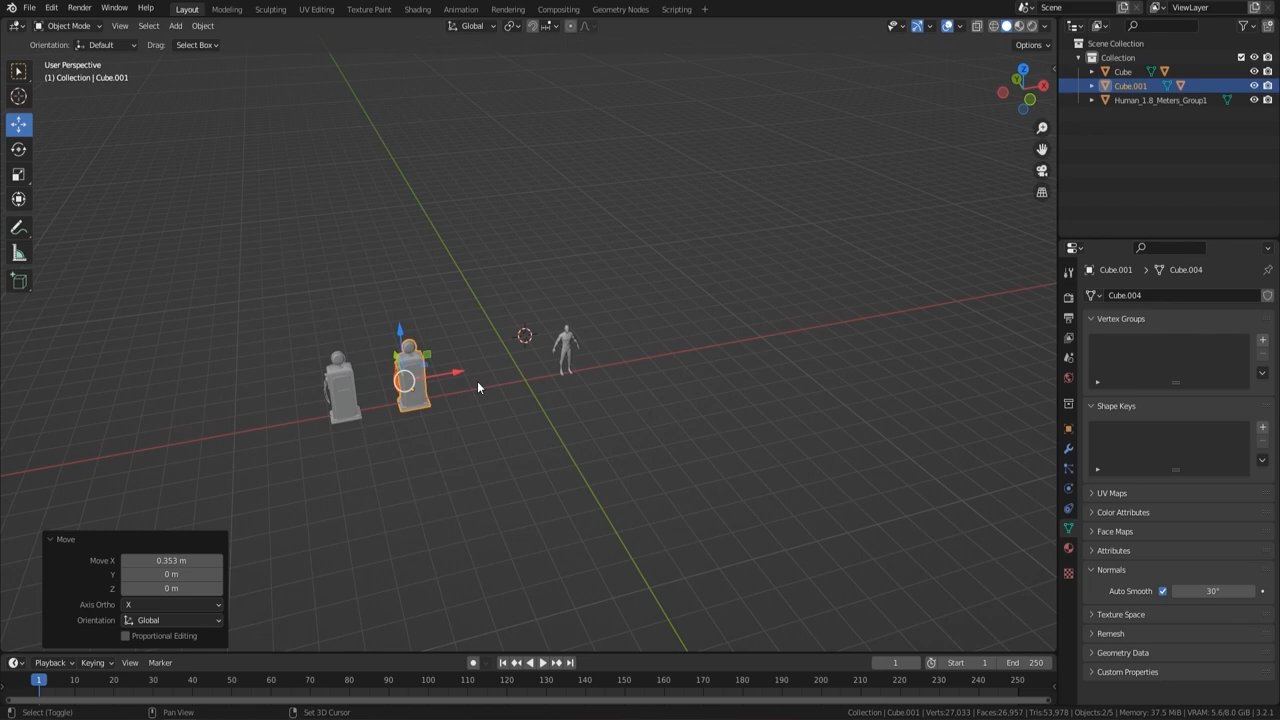 File Edit Render Window Help Layout Modeling Sculpting UV Editing Texture Paint Shading Animation Rendering Compositing Geometry Nodes Scripting + Scene ViewLayer
Object Mode View Select Add Object Global
Orientation: Default Drag: Select Box Options
User Perspective
(1) Collection | Cube.001
Z
Y
X
Scene Collection
Collection
Cube
Cube.001
Human_1.8_Meters_Group1
Cube.001 > Cube.004
Cube.004
Vertex Groups
Shape Keys
UV Maps
Color Attributes
Face Maps
Attributes
Normals
Auto Smooth 30°
Texture Space
Remesh
Geometry Data
Custom Properties
Move
Move X 0.353 m
Y 0 m
Z 0 m
Axis Ortho X
Orientation Global
Proportional Editing
Playback Keying View Marker 1 Start 1 End 250
1 10 20 30 40 50 60 70 80 90 100 110 120 130 140 150 160 170 180 190 200 210 220 230 240 250
Select (Toggle) Pan View Set 3D Cursor Collection | Cube.001 | Verts:27,033 | Faces:26,957 | Tris:53,978 | Objects:2/5 | Memory: 37.5 MiB | VRAM: 5.6/8.0 GiB | 3.2.1